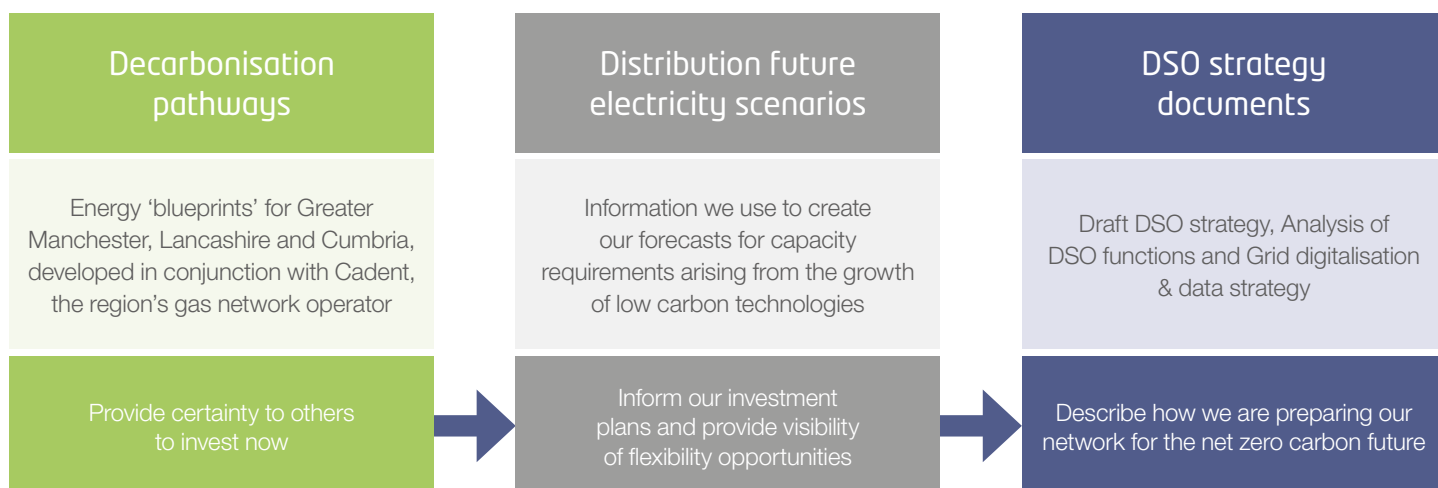 Decarbonisation
pathways
Energy ‘blueprints’ for Greater
Manchester, Lancashire and Cumbria,
developed in conjunction with Cadent,
the region’s gas network operator
Provide certainty to others
to invest now
Distribution future
electricity scenarios
Information we use to create
our forecasts for capacity
requirements arising from the growth
of low carbon technologies
Inform our investment
plans and provide visibility
of flexibility opportunities
DSO strategy
documents
Draft DSO strategy, Analysis of
DSO functions and Grid digitalisation
& data strategy
Describe how we are preparing our
network for the net zero carbon future